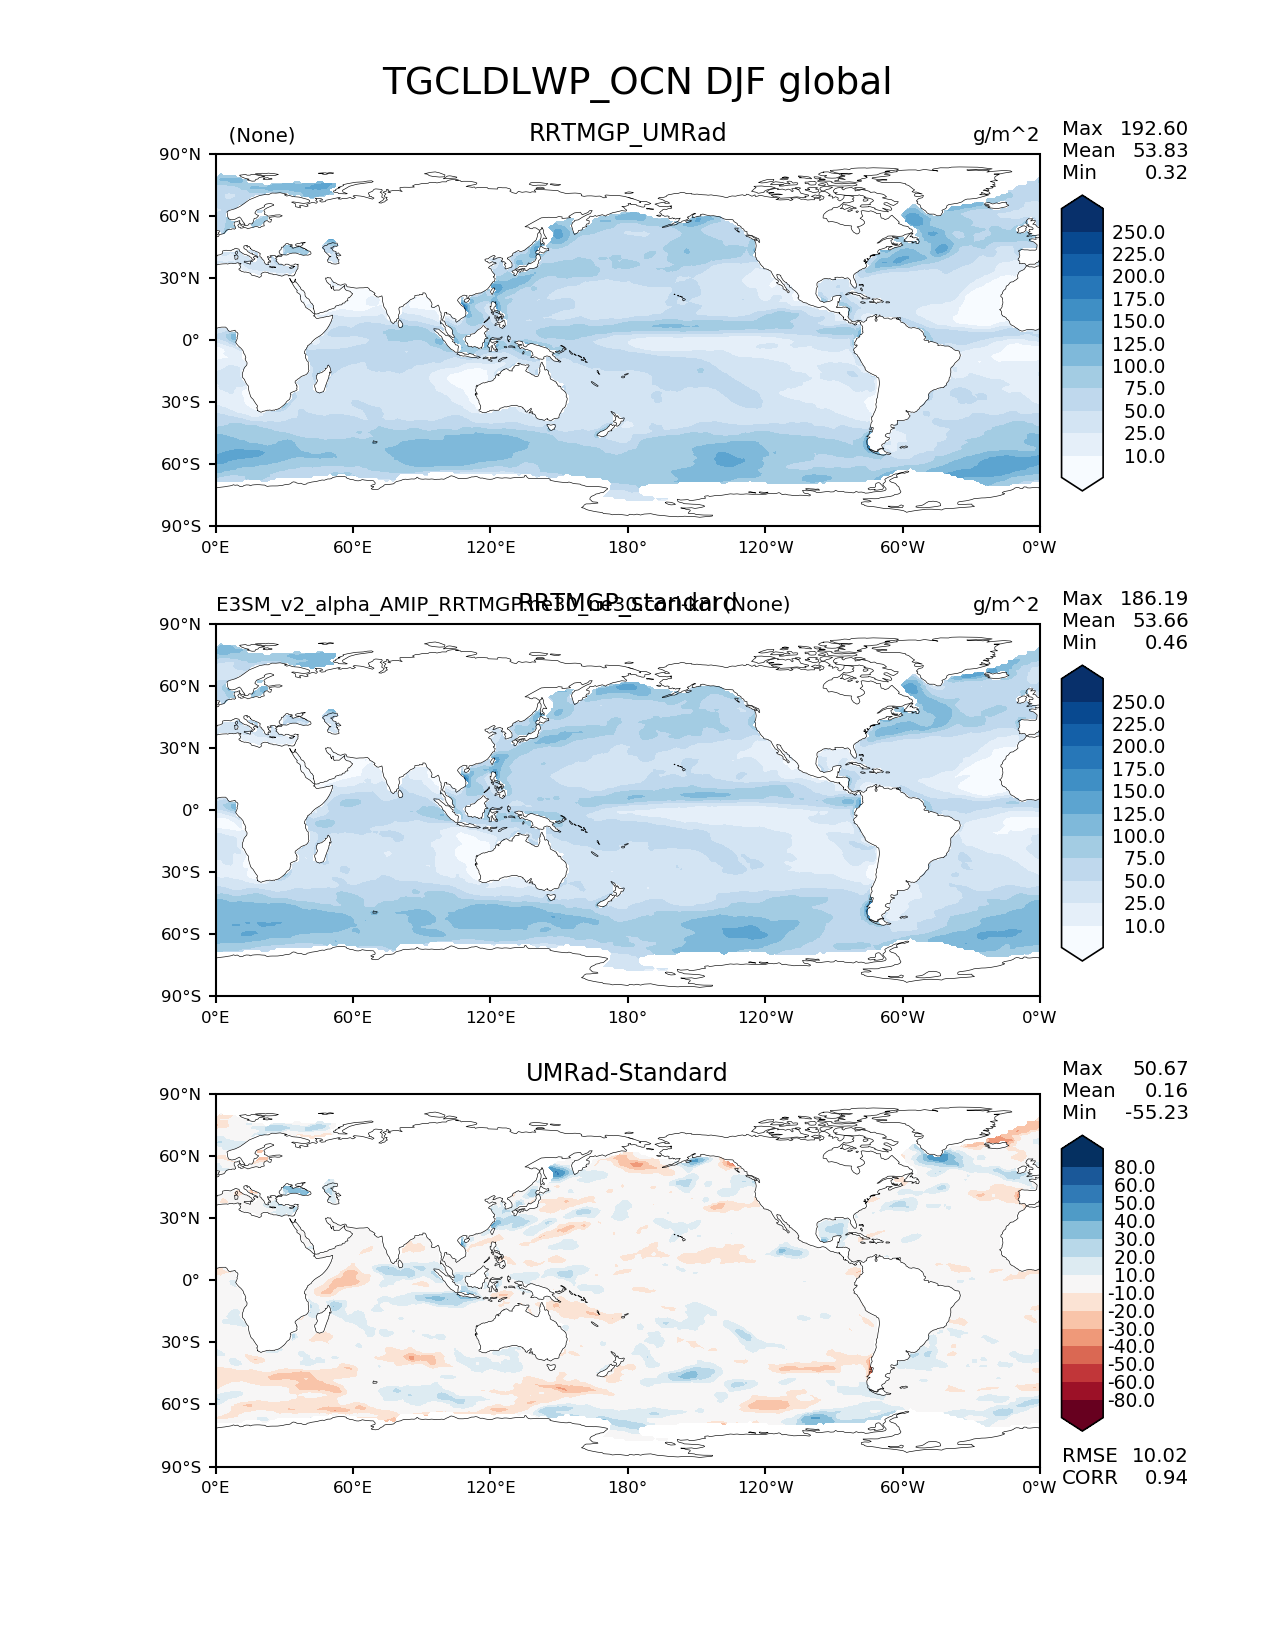 TGCLDLWP_OCN DJF global
(None) RRTMGP_UMRad g/m^2
Max 192.60
Mean 53.83
Min 0.32
90°N
60°N
30°N
0°
30°S
60°S
90°S
0°E 60°E 120°E 180° 120°W 60°W 0°W
250.0
225.0
200.0
175.0
150.0
125.0
100.0
75.0
50.0
25.0
10.0
RRTMGP_standard g/m^2
(None)
Max 186.19
Mean 53.66
Min 0.46
90°N
60°N
30°N
0°
30°S
60°S
90°S
0°E 60°E 120°E 180° 120°W 60°W 0°W
250.0
225.0
200.0
175.0
150.0
125.0
100.0
75.0
50.0
25.0
10.0
UMRad-Standard
Max 50.67
Mean 0.16
Min -55.23
90°N
60°N
30°N
0°
30°S
60°S
90°S
0°E 60°E 120°E 180° 120°W 60°W 0°W
80.0
60.0
50.0
40.0
30.0
20.0
10.0
-10.0
-20.0
-30.0
-40.0
-50.0
-60.0
-80.0
RMSE 10.02
CORR 0.94